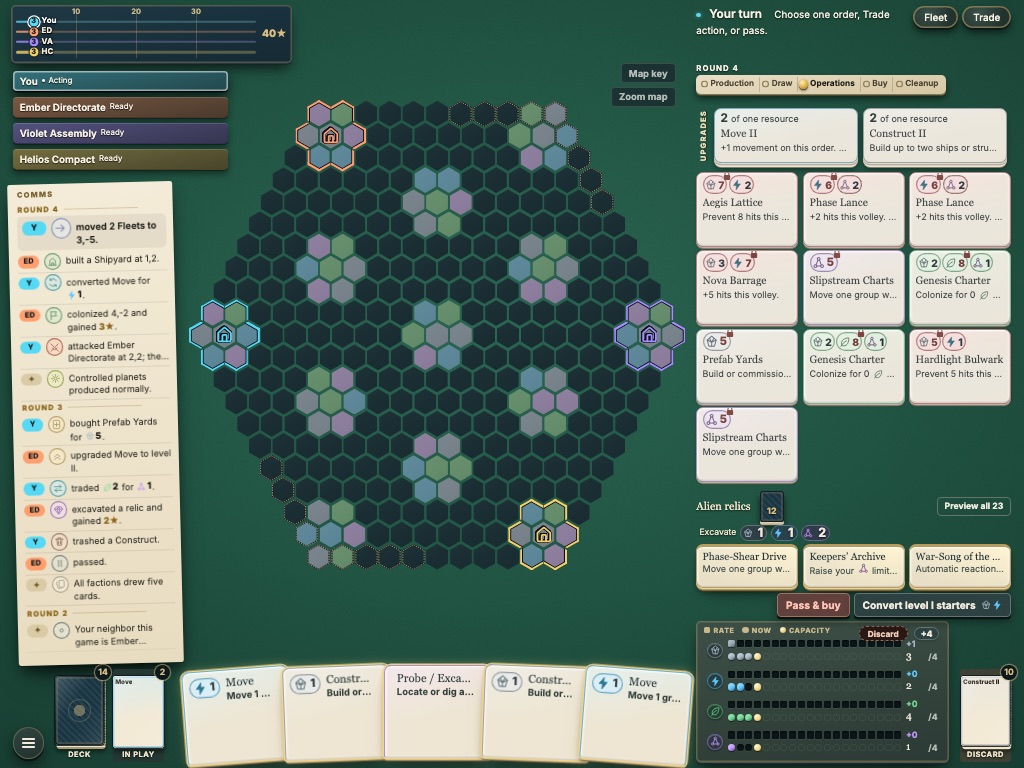 10 20 30
3 You
3 ED
3 VA
3 HC
40★
You • Acting
Ember Directorate Ready
Violet Assembly Ready
Helios Compact Ready
COMMS
ROUND 4
Y moved 2 Fleets to
3,-5.
ED built a Shipyard at 1,2.
Y converted Move for
1.
ED colonized 4,-2 and
gained 3★.
Y attacked Ember
Directorate at 2,2; the...
Controlled planets
produced normally.
ROUND 3
Y bought Prefab Yards
for 5.
ED upgraded Move to level
II.
Y traded 2 for 1.
ED excavated a relic and
gained 2★.
Y trashed a Construct.
ED passed.
All factions drew five
cards.
ROUND 2
Your neighbor this
game is Ember...
Map key
Zoom map
Your turn Choose one order, Trade
action, or pass.
Fleet
Trade
ROUND 4
Production Draw Operations Buy Cleanup
UPGRADES
2 of one resource
Move II
+1 movement on this order. ...
2 of one resource
Construct II
Build up to two ships or stru...
7 2
Aegis Lattice
Prevent 8 hits this ...
6 2
Phase Lance
+2 hits this volley. ...
6 2
Phase Lance
+2 hits this volley. ...
3 7
Nova Barrage
+5 hits this volley.
5
Slipstream Charts
Move one group w...
2 8 1
Genesis Charter
Colonize for 0 ...
5
Prefab Yards
Build or commissio...
2 8 1
Genesis Charter
Colonize for 0 ...
5 1
Hardlight Bulwark
Prevent 5 hits this ...
5
Slipstream Charts
Move one group w...
Alien relics 12
Preview all 23
Excavate 1 1 2
Phase-Shear Drive
Move one group w...
Keepers' Archive
Raise your limit...
War-Song of the ...
Automatic reaction...
Pass & buy
Convert level I starters
RATE NOW CAPACITY
Discard +4
+1
3 /4
+0
2 /4
+0
4 /4
+0
1 /4
14
DECK
2
Move
IN PLAY
1 Move
Move 1 ...
1 Constr...
Build or...
Probe / Exca...
Locate or dig a...
1 Constr...
Build or...
1 Move
Move 1 gr...
10
Construct II
DISCARD